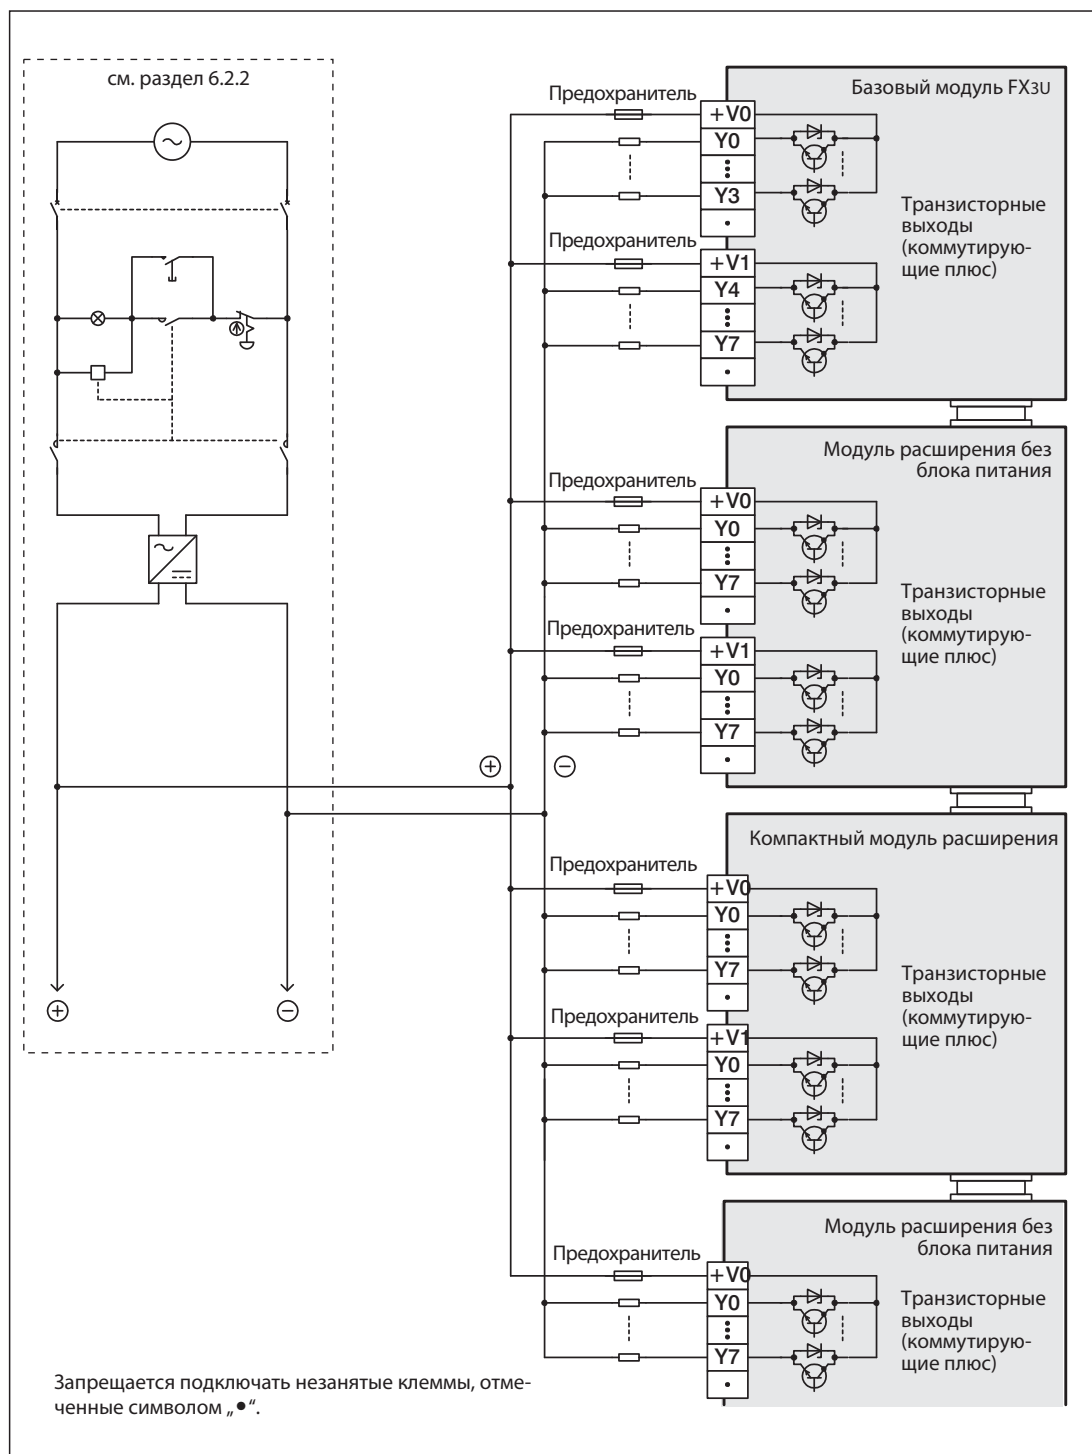 см. раздел 6.2.2
Предохранитель
Базовый модуль FX3U
+V0
Y0
Y3
•
Транзисторные
выходы
(коммутирую-
щие плюс)
Предохранитель
+V1
Y4
Y7
•
Модуль расширения без
блока питания
Предохранитель
+V0
Y0
Y7
•
Транзисторные
выходы
(коммутирую-
щие плюс)
Предохранитель
+V1
Y0
Y7
•
Компактный модуль расширения
Предохранитель
+V0
Y0
Y7
•
Транзисторные
выходы
(коммутирую-
щие плюс)
Предохранитель
+V1
Y0
Y7
•
Модуль расширения без
блока питания
Предохранитель
+V0
Y0
Y7
•
Транзисторные
выходы
(коммутирую-
щие плюс)
Запрещается подключать незанятые клеммы, отме-
ченные символом „●“.